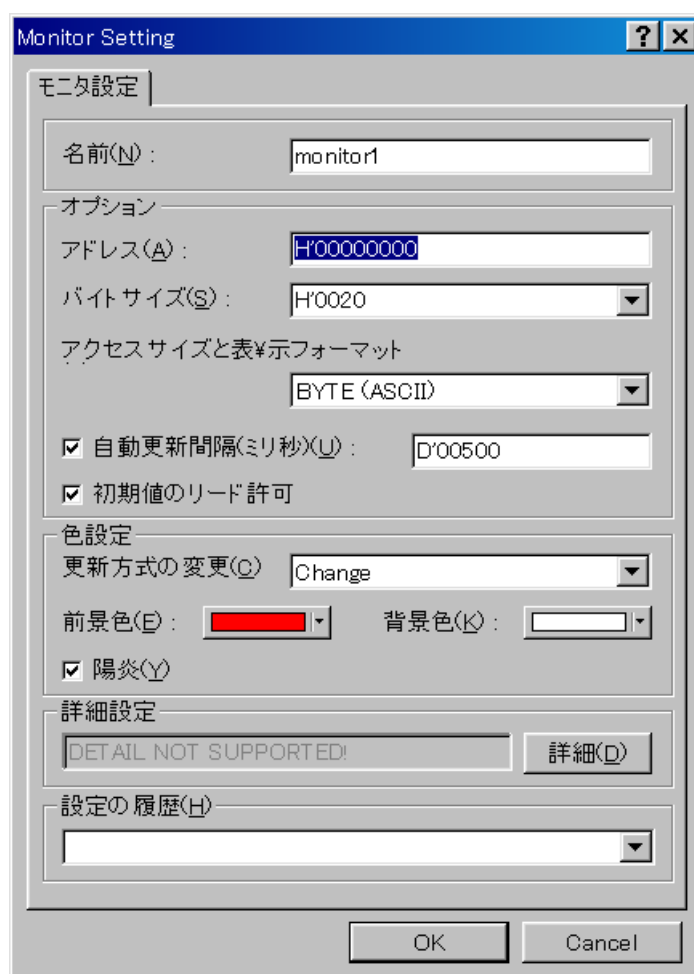 Monitor Setting
モニタ設定
名前(N) : monitor1
オプション
アドレス(A) : H'00000000
バイトサイズ(S) : H'0020
アクセスサイズと表¥示フォーマット
BYTE (ASCII)
自動更新間隔(ミリ秒)(U) : D'00500
初期値のリード許可
色設定
更新方式の変更(C) Change
前景色(E) : 背景色(K) :
陽炎(Y)
詳細設定
DETAIL NOT SUPPORTED! 詳細(D)
設定の履歴(H)
OK Cancel